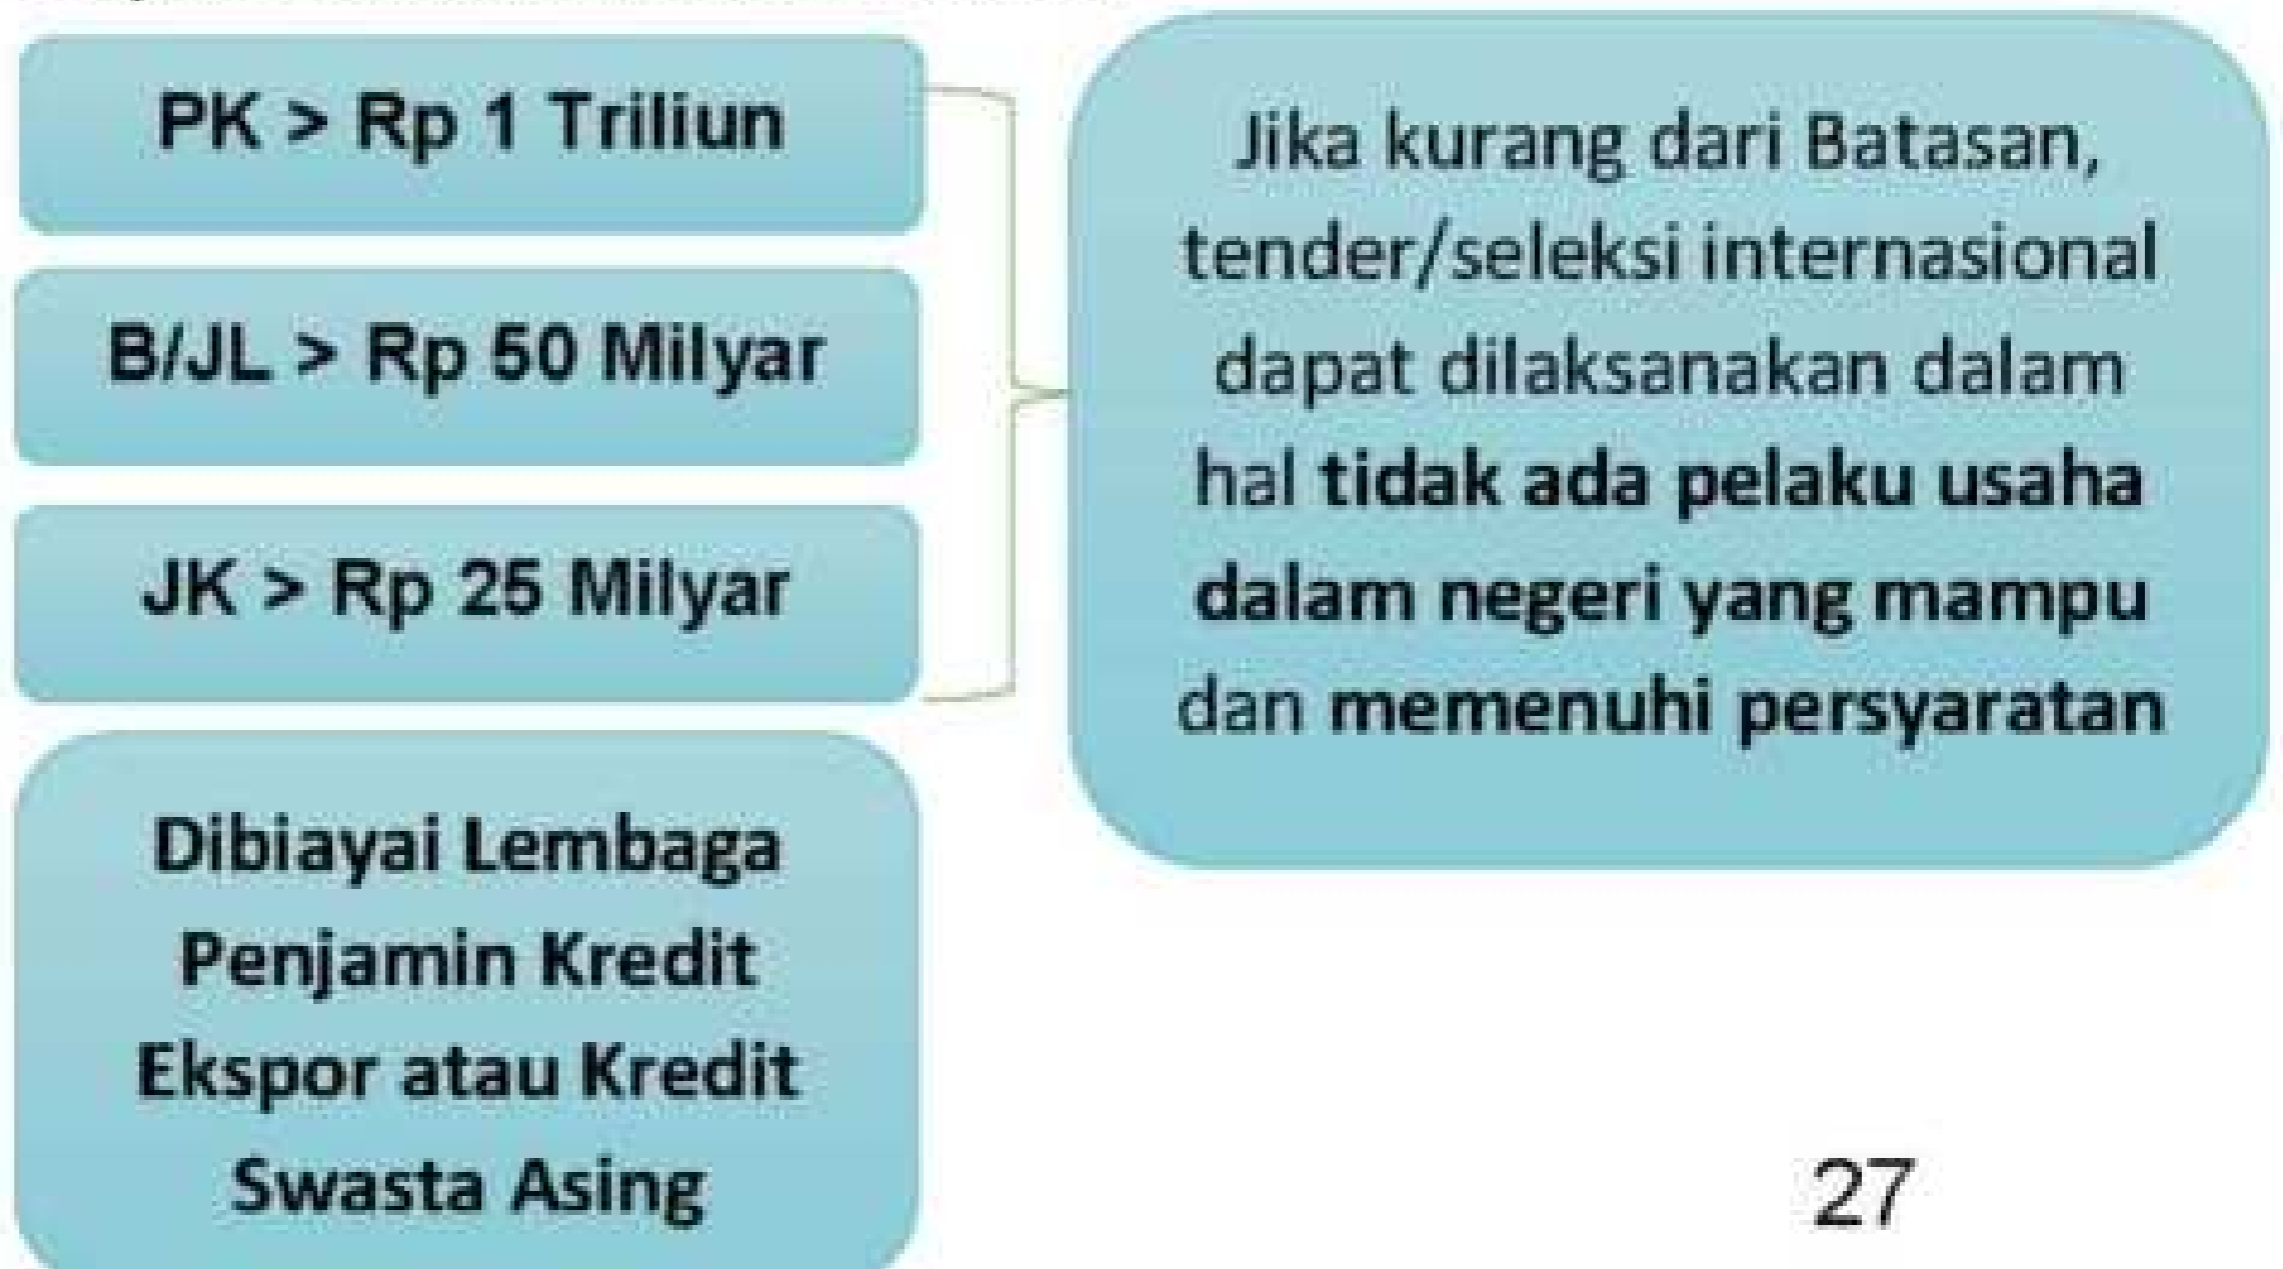 PK > Rp 1 Triliun
B/JL > Rp 50 Milyar
JK > Rp 25 Milyar
Dibiayai Lembaga
Penjamin Kredit
Ekspor atau Kredit
Swasta Asing
Jika kurang dari Batasan,
tender/seleksi internasional
dapat dilaksanakan dalam
hal tidak ada pelaku usaha
dalam negeri yang mampu
dan memenuhi persyaratan
27